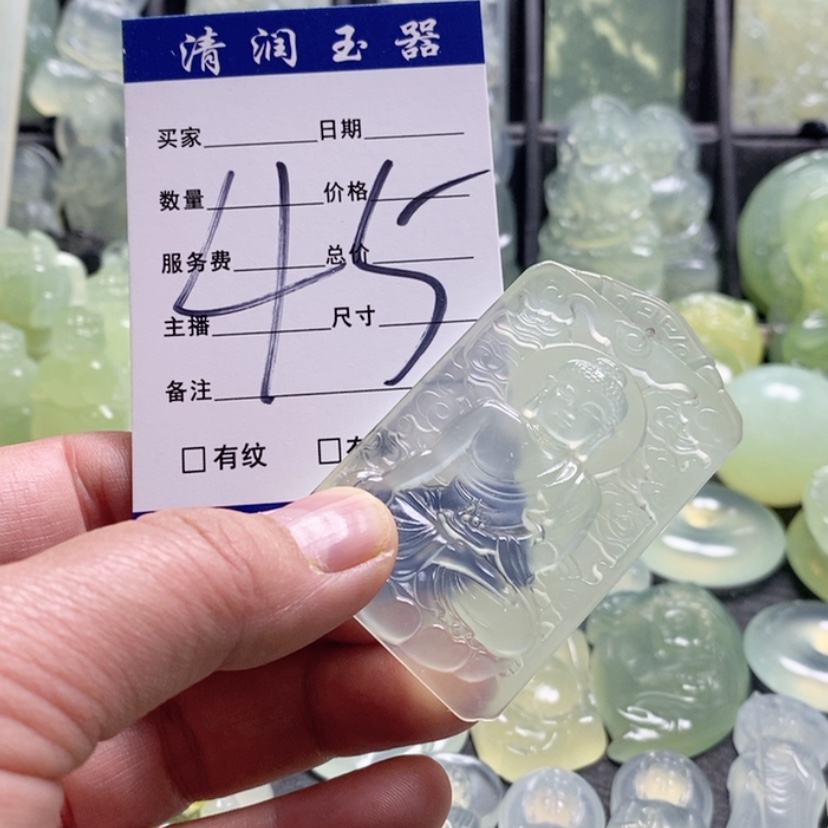 清润玉器
买家 日期
数量 价格
服务费 总价
主播 尺寸
备注
45
□有纹 □